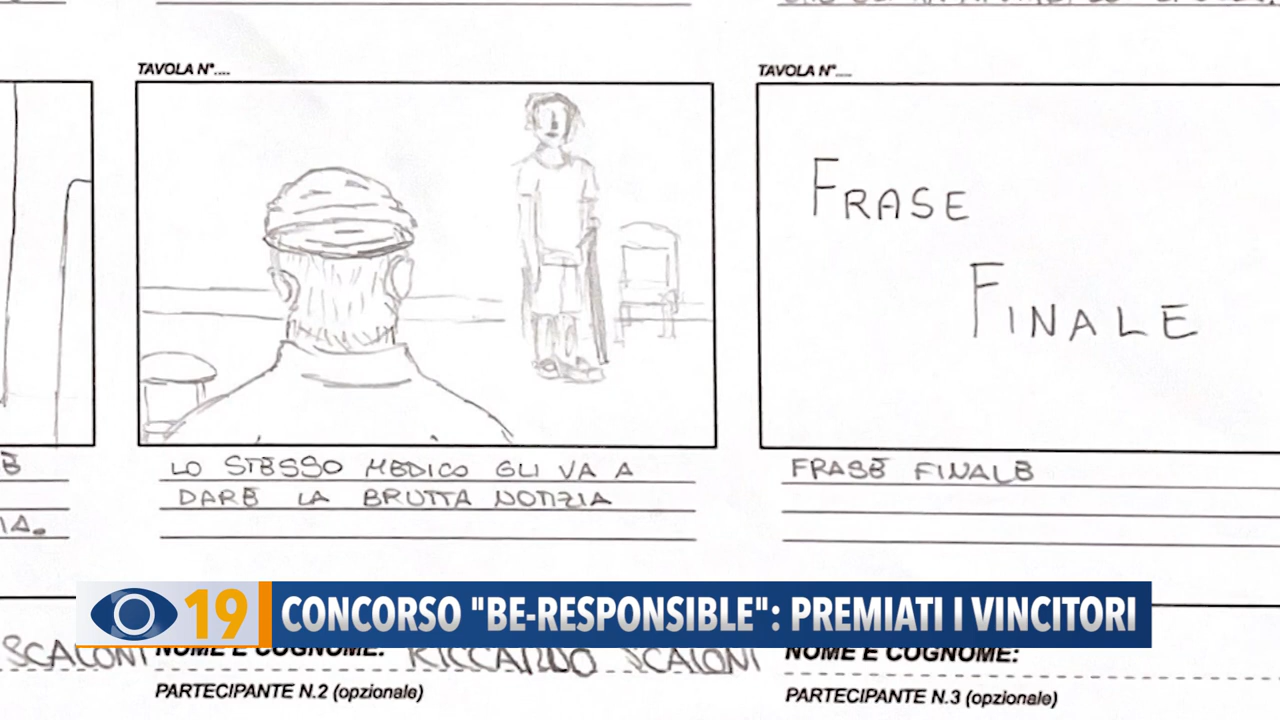 TAVOLA N°....
TAVOLA N°....
FRASE
FINALE
LO STESSO MEDICO GLI VA A
DARE LA BRUTTA NOTIZIA
FRASE FINALE
19 CONCORSO "BE-RESPONSIBLE": PREMIATI I VINCITORI
SCALONI NOME E COGNOME: RICCARDO SCALONI NOME E COGNOME:
PARTECIPANTE N.2 (opzionale)
PARTECIPANTE N.3 (opzionale)